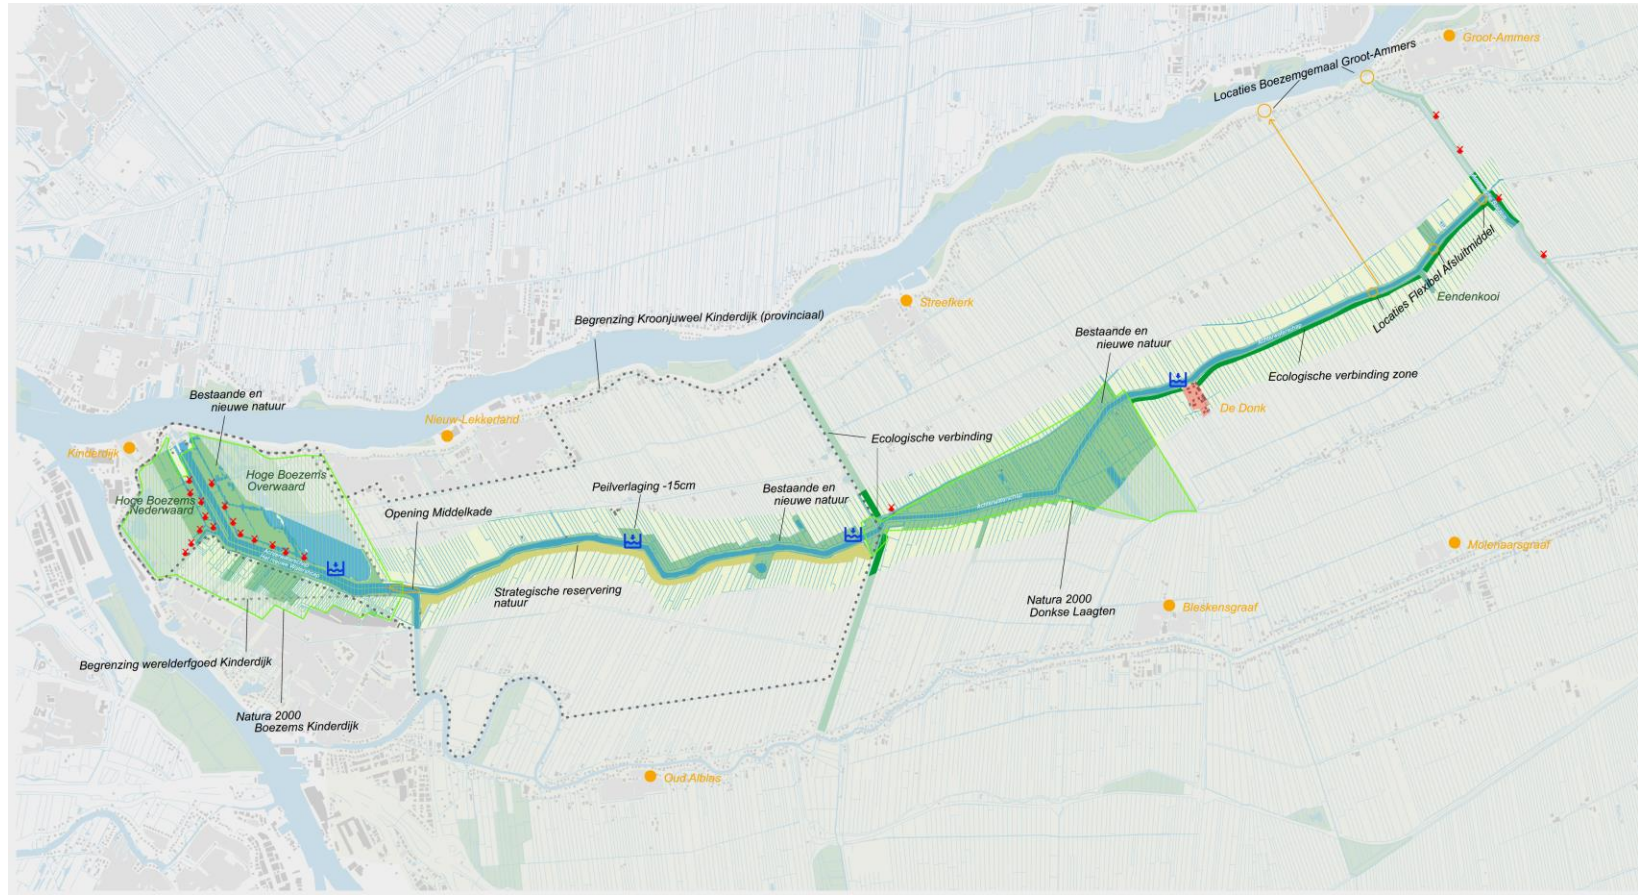 Groot-Ammers
Locaties Boezemgemaal Groot-Ammers
Streefkerk
Begrenzing Kroonjuweel Kinderdijk (provinciaal)
Locaties Flexibel Afsluitmiddel
Eendenkooi
Bestaande en
nieuwe natuur
Ecologische verbinding zone
De Donk
Bestaande en
nieuwe natuur
Nieuw-Lekkerland
Kinderdijk
Ecologische verbinding
Hoge Boezems
Overwaard
Hoge Boezems
Nederwaard
Peilverlaging -15cm
Bestaande en
nieuwe natuur
Opening Middelkade
Molenaarsgraaf
Strategische reservering
natuur
Natura 2000
Donkse Laagten
Bleskensgraaf
Begrenzing werelderfgoed Kinderdijk
Natura 2000
Boezems Kinderdijk
Oud Alblas